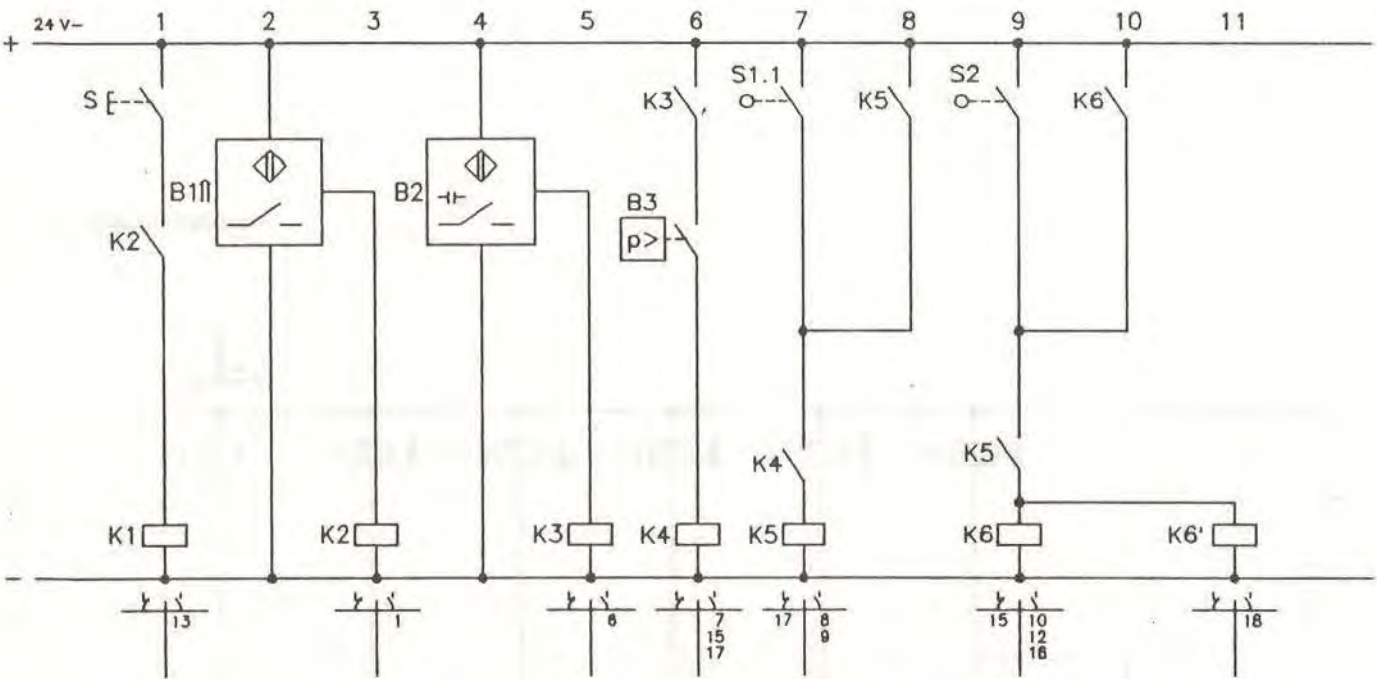 24 V- 1 2 3 4 5 6 7 8 9 10 11
+
S K3 S1.1 K5 S2 K6
B1 B2 B3
K2 p>
K4 K5
K1 K2 K3 K4 K5 K6 K6'
-
13 1 6 7 17 8 15 10 18
15 9 12
17 16